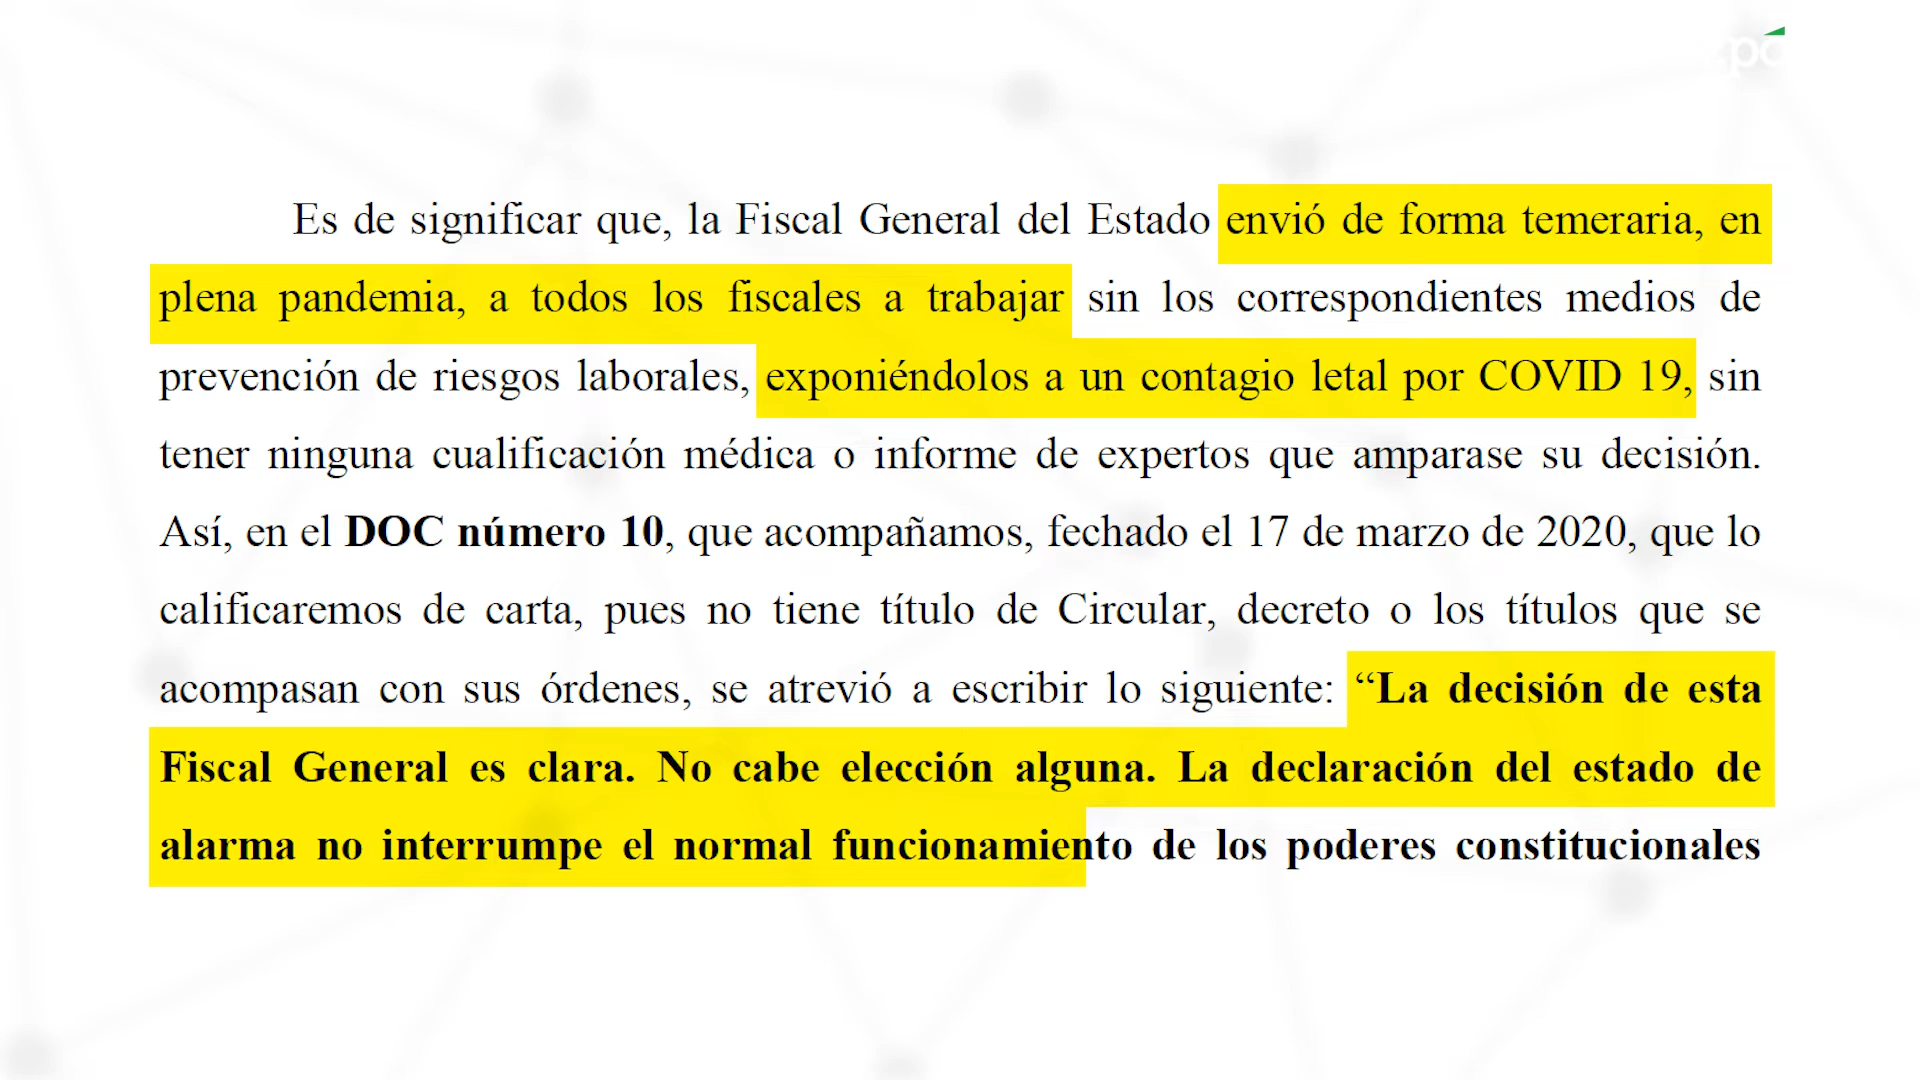 Es de significar que, la Fiscal General del Estado envió de forma temeraria, en
plena pandemia, a todos los fiscales a trabajar sin los correspondientes medios de
prevención de riesgos laborales, exponiéndolos a un contagio letal por COVID 19, sin
tener ninguna cualificación médica o informe de expertos que amparase su decisión.
Así, en el DOC número 10, que acompañamos, fechado el 17 de marzo de 2020, que lo
calificaremos de carta, pues no tiene título de Circular, decreto o los títulos que se
acompasan con sus órdenes, se atrevió a escribir lo siguiente: “La decisión de esta
Fiscal General es clara. No cabe elección alguna. La declaración del estado de
alarma no interrumpe el normal funcionamiento de los poderes constitucionales